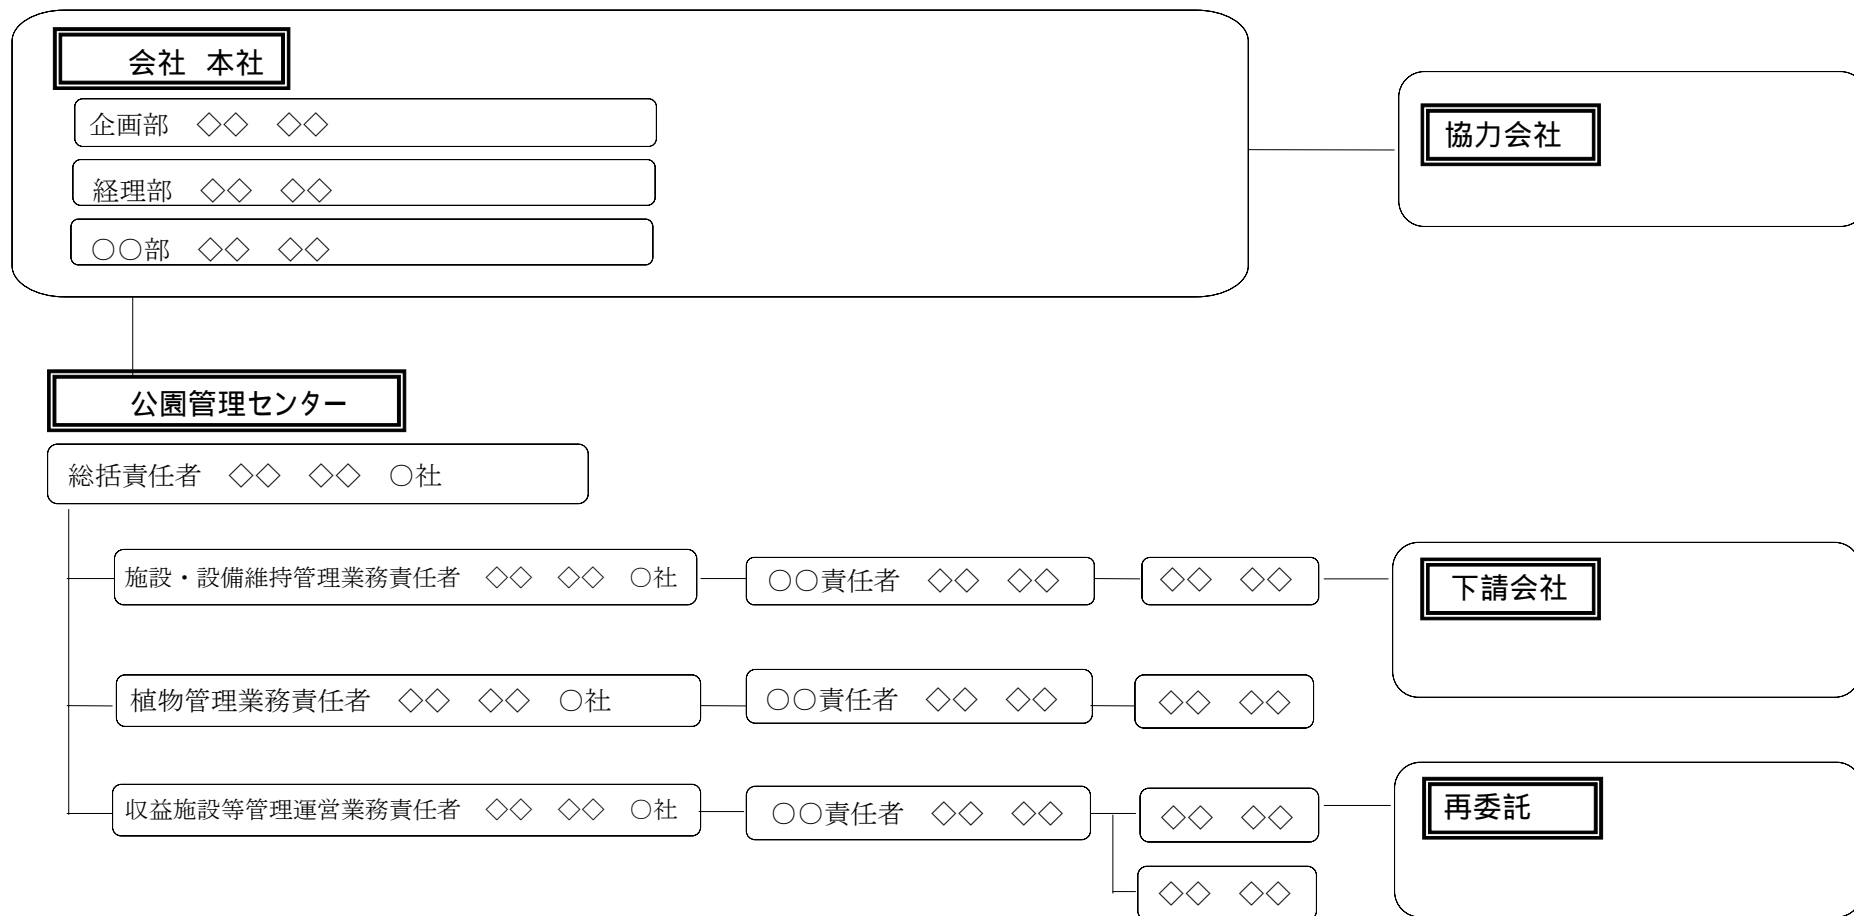 会社 本社
企画部 ◇◇ ◇◇
経理部 ◇◇ ◇◇
○○部 ◇◇ ◇◇
協力会社
公園管理センター
総括責任者 ◇◇ ◇◇ ○社
施設・設備維持管理業務責任者 ◇◇ ◇◇ ○社
○○責任者 ◇◇ ◇◇
◇◇ ◇◇
下請会社
植物管理業務責任者 ◇◇ ◇◇ ○社
○○責任者 ◇◇ ◇◇
◇◇ ◇◇
収益施設等管理運営業務責任者 ◇◇ ◇◇ ○社
○○責任者 ◇◇ ◇◇
◇◇ ◇◇
再委託
◇◇ ◇◇